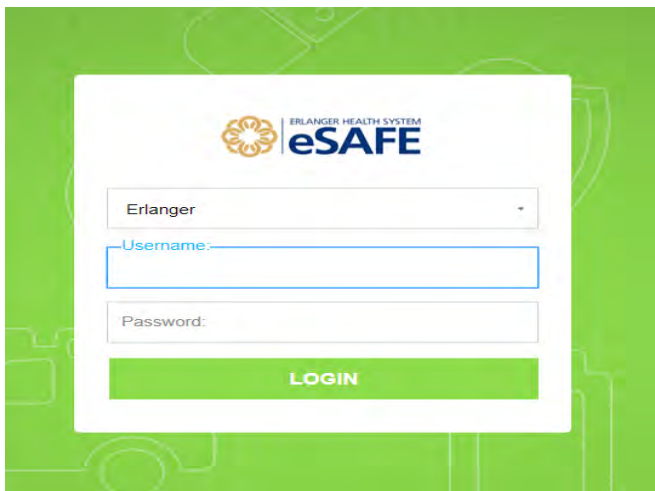 ERLANGER HEALTH SYSTEM
eSAFE
Erlanger
Username:
Password:
LOGIN